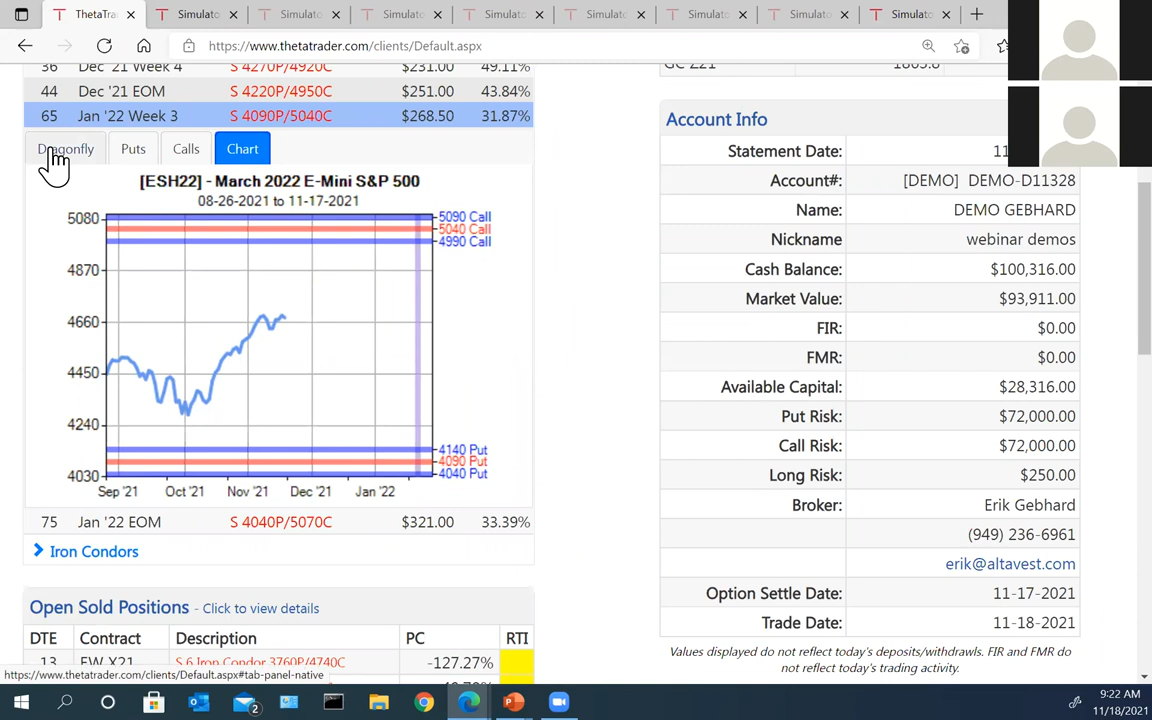 ThetaTra
Simulato
Simulato
Simulato
Simulato
Simulato
Simulato
Simulato
Simulato
https://www.thetatrader.com/clients/Default.aspx
36 Dec '21 Week 4 S 4270P/4920C $231.00 49.11%
44 Dec '21 EOM S 4220P/4950C $251.00 43.84%
65 Jan '22 Week 3 S 4090P/5040C $268.50 31.87%
Dragonfly Puts Calls Chart
[ESH22] - March 2022 E-Mini S&P 500
08-26-2021 to 11-17-2021
5080
4870
4660
4450
4240
4030
5090 Call
5040 Call
4990 Call
4140 Put
4090 Put
4040 Put
Sep '21 Oct '21 Nov '21 Dec '21 Jan '22
75 Jan '22 EOM S 4040P/5070C $321.00 33.39%
Iron Condors
Open Sold Positions - Click to view details
DTE Contract Description PC RTI
13 EW X21 S 6 Iron Condor 3760P/4740C -127.27%
https://www.thetatrader.com/clients/Default.aspx#tab-panel-native
GC Z21 1865.8
Account Info
Statement Date: 11
Account#: [DEMO] DEMO-D11328
Name: DEMO GEBHARD
Nickname webinar demos
Cash Balance: $100,316.00
Market Value: $93,911.00
FIR: $0.00
FMR: $0.00
Available Capital: $28,316.00
Put Risk: $72,000.00
Call Risk: $72,000.00
Long Risk: $250.00
Broker: Erik Gebhard
(949) 236-6961
erik@altavest.com
Option Settle Date: 11-17-2021
Trade Date: 11-18-2021
Values displayed do not reflect today's deposits/withdrawls. FIR and FMR do
not reflect today's trading activity.
2
9:22 AM
11/18/2021